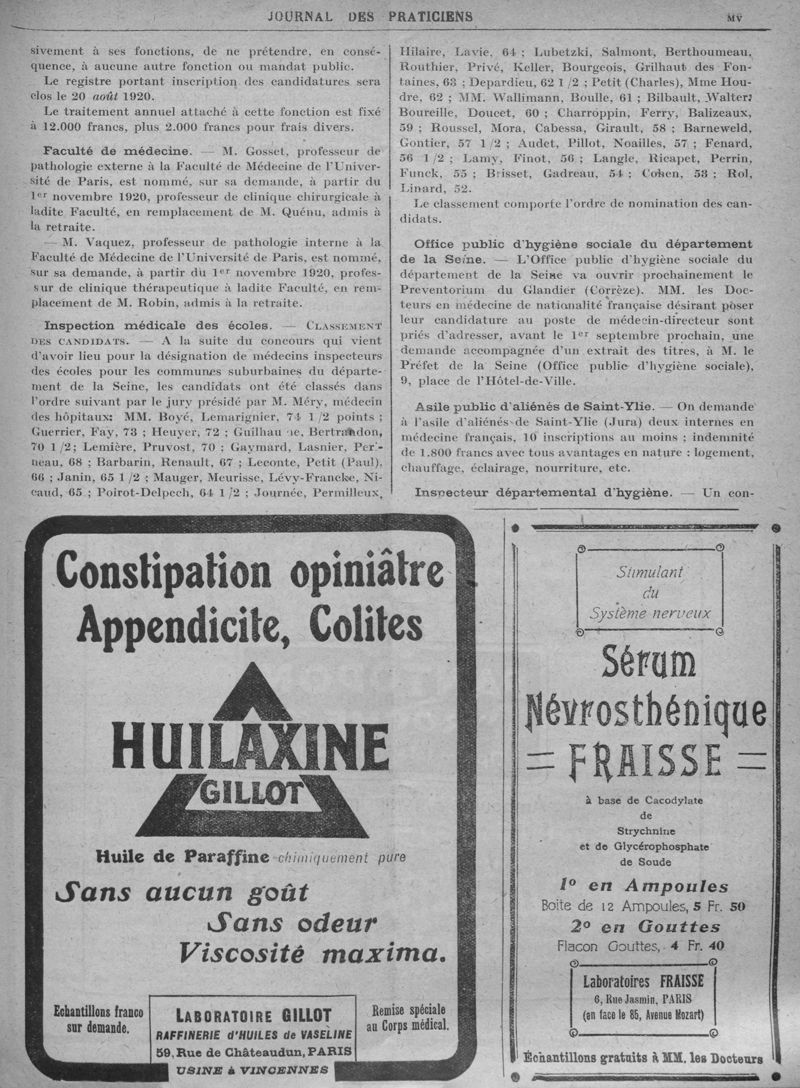 JOURNAL DES PRATICIENS
MV
sivement à ses fonctions, de ne prétendre, en consé-
quence, à aucune autre fonction ou mandat public.
Le registre portant inscription des candidatures sera
clos le 20 août 1920.
Le traitement annuel attaché à cette fonction est fixé
à 12.000 francs, plus 2.000 francs pour frais divers.
Faculté de médecine. — M. Gosset, professeur de
pathologie externe à la Faculté de Médecine de l'Univer-
sité de Paris, est nommé, sur sa demande, à partir du
1er novembre 1920, professeur de clinique chirurgicale à
ladite Faculté, en remplacement de M. Quénu, admis à
la retraite.
— M. Vaquez, professeur de pathologie interne à la
Faculté de Médecine de l'Université de Paris, est nommé,
sur sa demande, à partir du 1er novembre 1920, profes-
sur de clinique thérapeutique à ladite Faculté, en rem-
placement de M. Robin, admis à la retraite.
Inspection médicale des écoles. — CLASSEMENT
DES CANDIDATS. — A la suite du concours qui vient
d'avoir lieu pour la désignation de médecins inspecteurs
des écoles pour les communes suburbaines du départe-
ment de la Seine, les candidats ont été classés dans
l'ordre suivant par le jury présidé par M. Méry, médecin
des hôpitaux: MM. Boyé, Lemarignier, 74 1/2 points ;
Guerrier, Fay, 73 ; Heuyer, 72 ; Guilhau ne, Bertrandon,
70 1/2; Lemière, Pruvost, 70 ; Gaymard, Lasnier, Per-
neau, 68 ; Barbarin, Renault, 67 ; Leconte, Petit (Paul),
66 ; Janin, 65 1/2 ; Mauger, Meurisse, Lévy-Francke, Ni-
caud, 65 ; Poirot-Delpech, 64 1/2 ; Journée, Permilleux,
Hilaire, Lavie, 64 ; Lubetzki, Salmont, Berthoumeau,
Routhier, Privé, Keller, Bourgeois, Grilhaut des Fon-
taines, 63 ; Depardieu, 62 1/2 ; Petit (Charles), Mme Hou-
dre, 62 ; MM. Wallimann, Boulle, 61 ; Bilbault, Walter,
Boureille, Doucet, 60 ; Charroppin, Ferry, Balizeaux,
59 ; Roussel, Mora, Cabessa, Girault, 58 ; Barneweld,
Gontier, 57 1/2 ; Audet, Pillot, Noailles, 57 ; Fenard,
56 1/2 ; Lamy, Finot, 56 ; Langle, Ricapet, Perrin,
Funck, 55 ; Brisset, Gadreau, 54 ; Cohen, 53 ; Rol,
Linard, 52.
Le classement comporte l'ordre de nomination des can-
didats.
Office public d'hygiène sociale du département
de la Seine. — L'Office public d'hygiène sociale du
département de la Seine va ouvrir prochainement le
Preventorium du Glandier (Corrèze). MM. les Doc-
teurs en médecine de nationalité française désirant poser
leur candidature au poste de médecin-directeur sont
priés d'adresser, avant le 1er septembre prochain, une
demande accompagnée d'un extrait des titres, à M. le
Préfet de la Seine (Office public d'hygiène sociale),
9, place de l'Hôtel-de-Ville.
Asile public d'aliénés de Saint-Ylie. — On demande
à l'asile d'aliénés de Saint-Ylie (Jura) deux internes en
médecine français, 10 inscriptions au moins ; indemnité
de 1.800 francs avec tous avantages en nature : logement,
chauffage, éclairage, nourriture, etc.
Inspecteur départemental d'hygiène. — Un con-
Constipation opiniâtre
Appendicite, Colites
HUILAXINE
GILLOT
Huile de Paraffine chimiquement pure
Sans aucun goût
Sans odeur
Viscosité maxima.
Echantillons franco
sur demande.
LABORATOIRE GILLOT
RAFFINERIE d'HUILES de VASELINE
59, Rue de Châteaudun, PARIS
USINE à VINCENNES
Remise spéciale
au Corps médical.
Stimulant
du
Système nerveux
Sérum
Névrosthénique
= FRAISSE =
à base de Cacodylate
de
Strychnine
et de Glycérophosphate
de Soude
1º en Ampoules
Boite de 12 Ampoules, 5 Fr. 50
2º en Gouttes
Flacon Gouttes, 4 Fr. 40
Laboratoires FRAISSE
6, Rue Jasmin, PARIS
(en face le 85, Avenue Mozart)
Échantillons gratuits à MM. les Docteurs